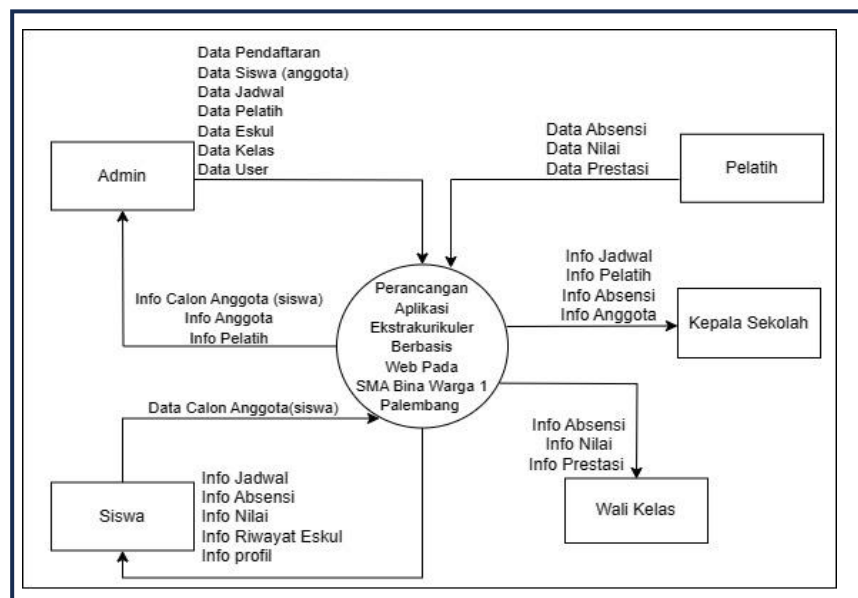 Data Pendaftaran
Data Siswa (anggota)
Data Jadwal
Data Pelatih
Data Eskul
Data Kelas
Data User
Admin
Data Absensi
Data Nilai
Data Prestasi
Pelatih
Info Calon Anggota (siswa)
Info Anggota
Info Pelatih
Perancangan
Aplikasi
Ekstrakurikuler
Berbasis
Web Pada
SMA Bina Warga 1
Palembang
Info Jadwal
Info Pelatih
Info Absensi
Info Anggota
Kepala Sekolah
Data Calon Anggota(siswa)
Siswa
Info Jadwal
Info Absensi
Info Nilai
Info Riwayat Eskul
Info profil
Info Absensi
Info Nilai
Info Prestasi
Wali Kelas